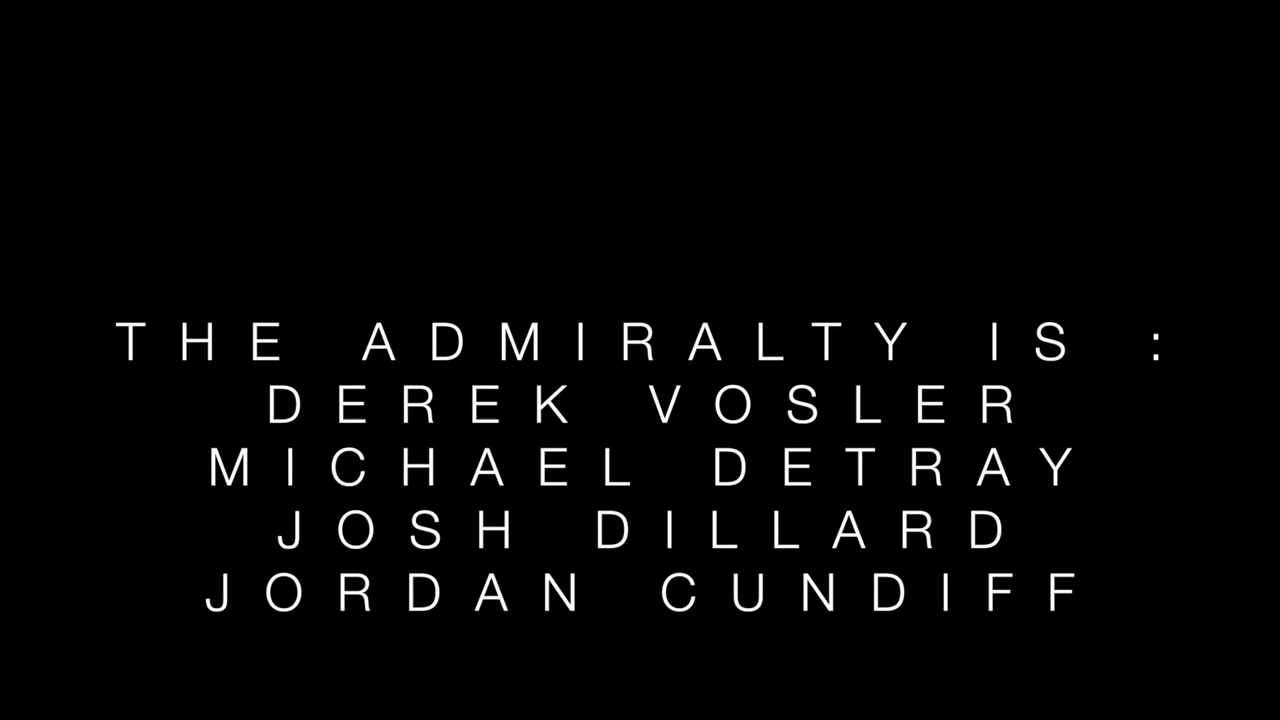 THE ADMIRALTY IS :
DEREK VOSLER
MICHAEL DETRAY
JOSH DILLARD
JORDAN CUNDIFF